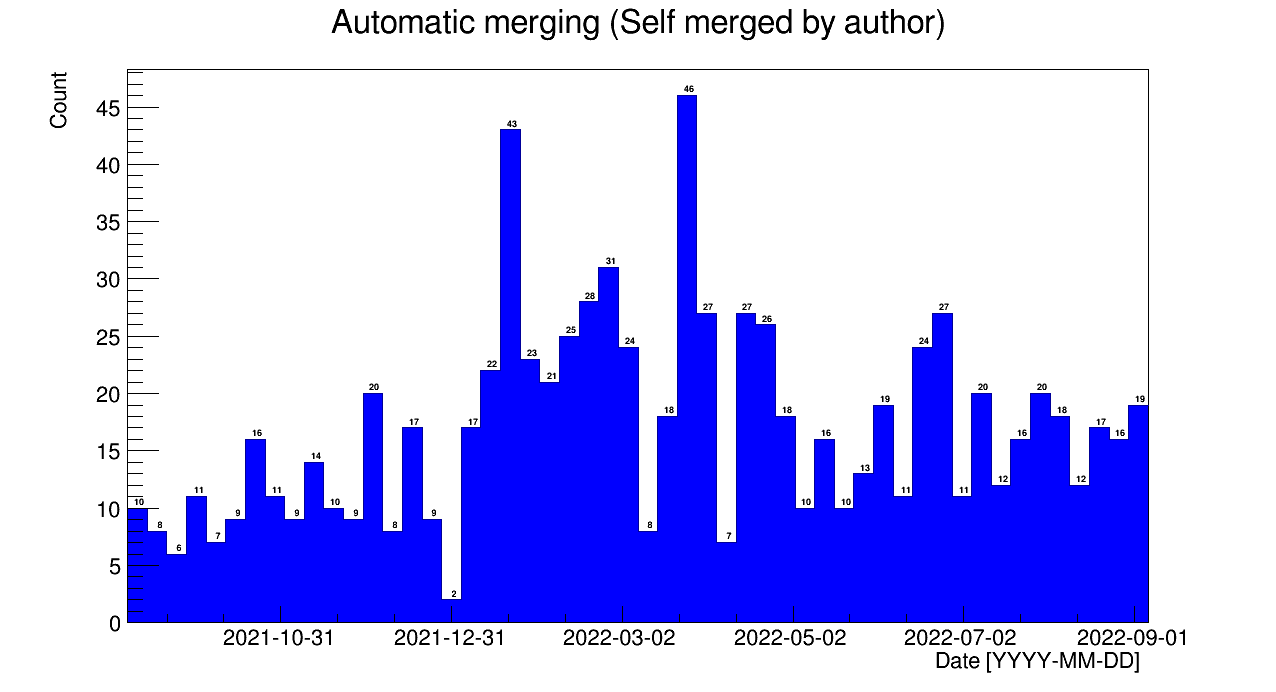 Automatic merging (Self merged by author)
Count
45
40
35
30
25
20
15
10
5
0
10 8 6 11 7 9 16 11 9 14 10 9 20 8 17 9 2 17 22 43 23 21 25 28 31 24 8 18 46 27 7 27 26 18 10 16 10 13 19 11 24 27 11 20 12 16 20 18 12 17 16 19
2021-10-31 2021-12-31 2022-03-02 2022-05-02 2022-07-02 2022-09-01
Date [YYYY-MM-DD]